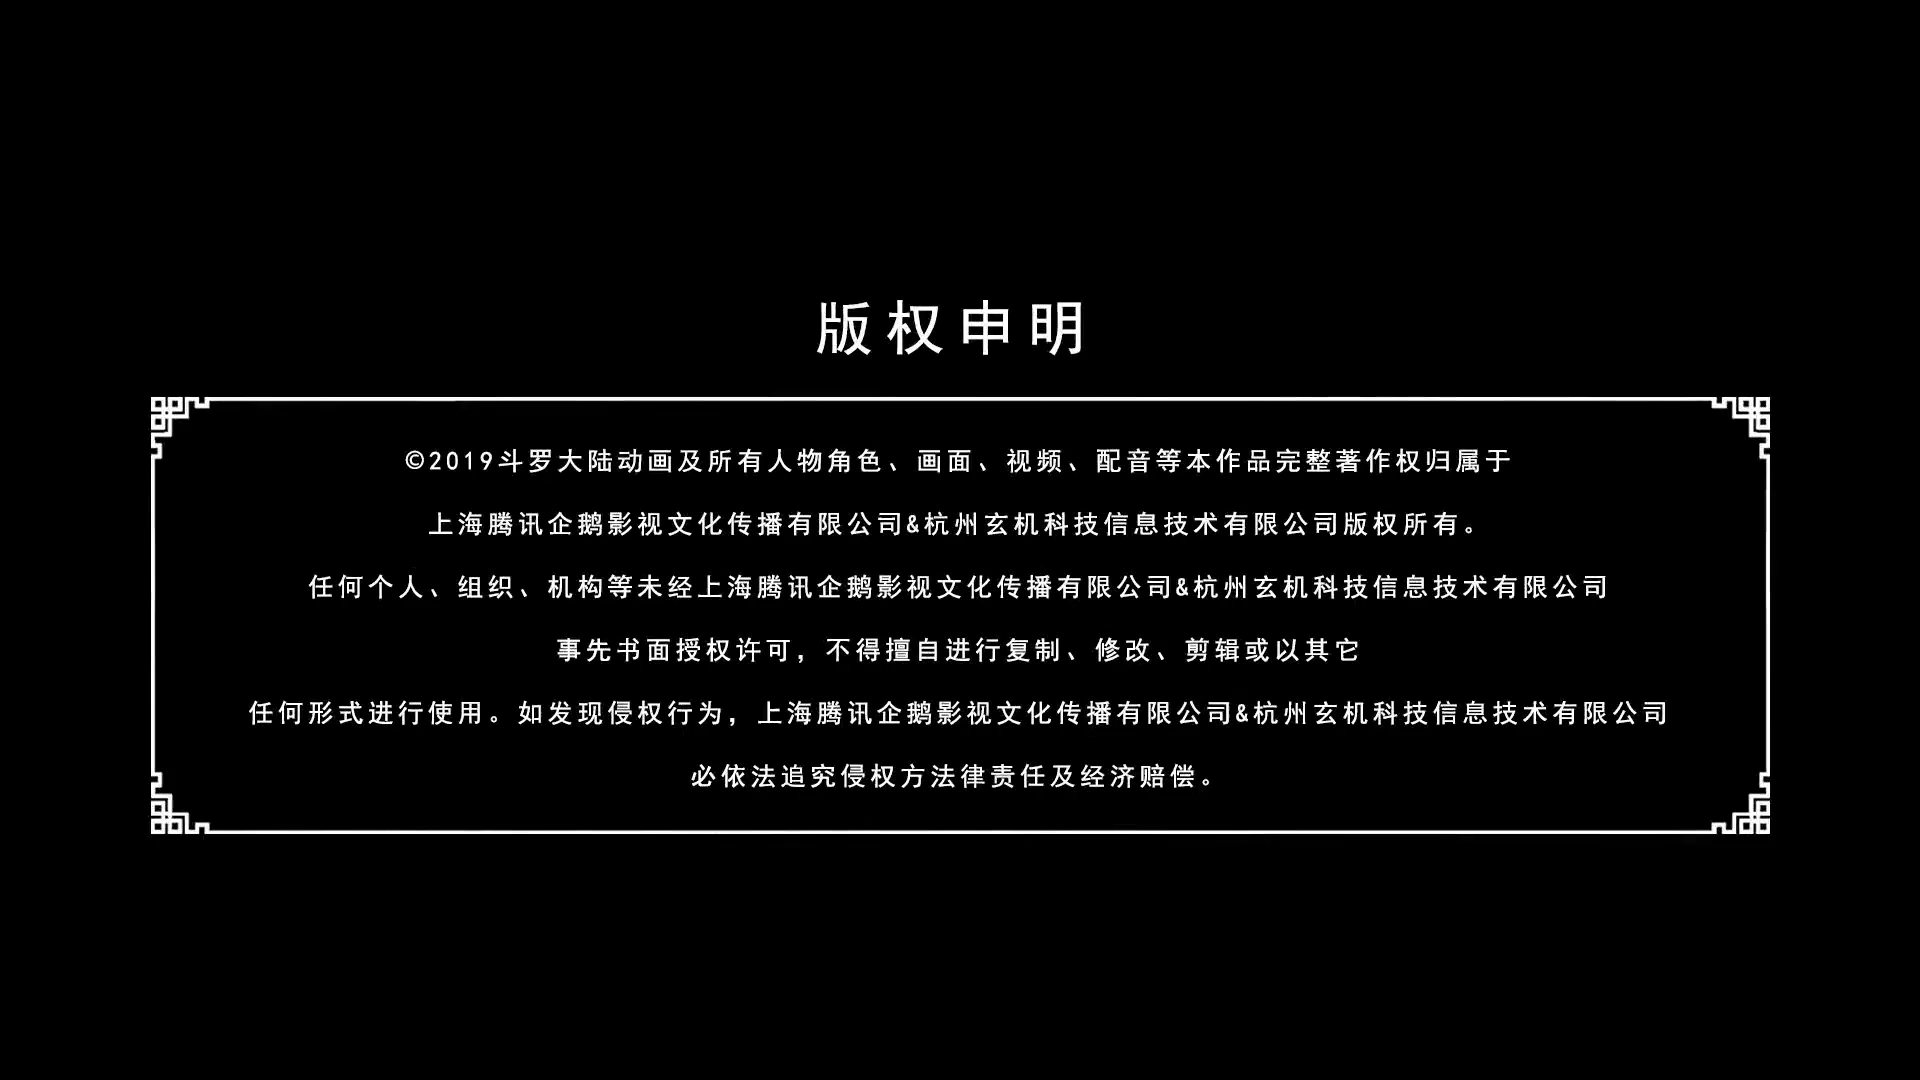 版权申明
©2019斗罗大陆动画及所有人物角色、画面、视频、配音等本作品完整著作权归属于
上海腾讯企鹅影视文化传播有限公司&杭州玄机科技信息技术有限公司版权所有。
任何个人、组织、机构等未经上海腾讯企鹅影视文化传播有限公司&杭州玄机科技信息技术有限公司
事先书面授权许可，不得擅自进行复制、修改、剪辑或以其它
任何形式进行使用。如发现侵权行为，上海腾讯企鹅影视文化传播有限公司&杭州玄机科技信息技术有限公司
必依法追究侵权方法律责任及经济赔偿。